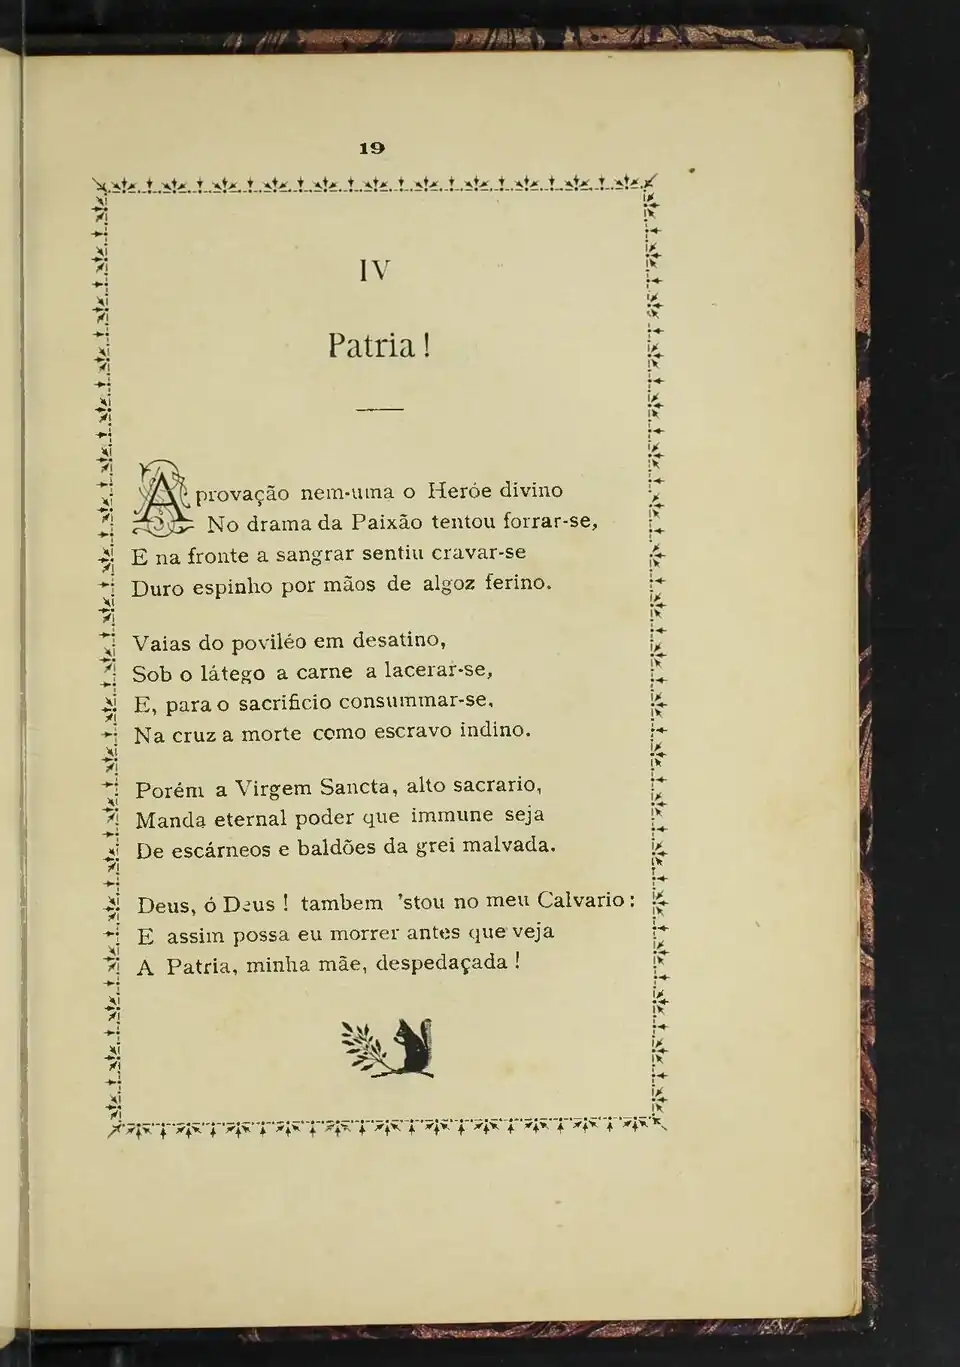 19
IV
Patria !
A provação nem-uma o Heróe divino
No drama da Paixão tentou forrar-se,
E na fronte a sangrar sentiu cravar-se
Duro espinho por mãos de algoz ferino.
Vaias do poviléo em desatino,
Sob o látego a carne a lacerar-se,
E, para o sacrificio consummar-se,
Na cruz a morte como escravo indino.
Porém a Virgem Sancta, alto sacrario,
Manda eternal poder que immune seja
De escárneos e baldões da grei malvada.
Deus, ó Deus ! tambem 'stou no meu Calvario :
E assim possa eu morrer antes que veja
A Patria, minha mãe, despedaçada !